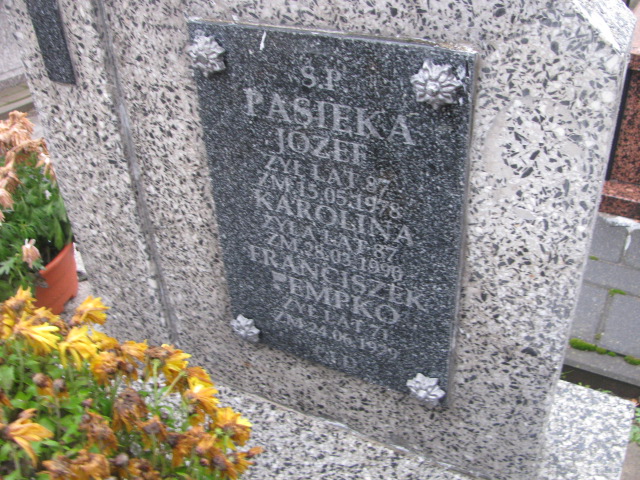 Ś.P.
PASIEKA
JÓZEF
ŻYŁ LAT 87
ZM. 15.05.1978
KAROLINA
ŻYŁA LAT 87
ZM. 28.03.1990
FRANCISZEK
TEMPKO
ŻYŁ LAT 71
ZM. 24.06.1999